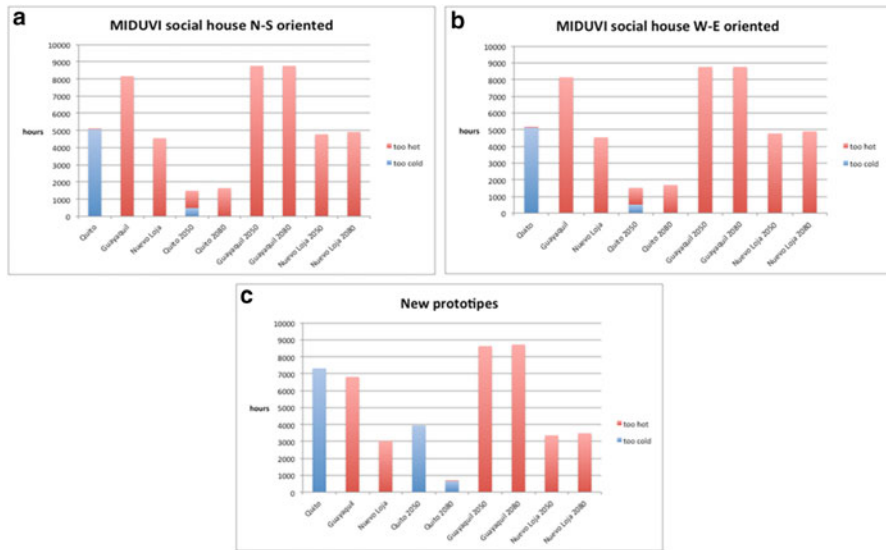 a
MIDUVI social house N-S oriented
10000
9000
8000
7000
6000
5000
4000
3000
2000
1000
0
hours
too hot
too cold
Quito
Guayaquil
Nuevo Loja
Quito 2050
Quito 2080
Guayaquil 2050
Guayaquil 2080
Nuevo Loja 2050
Nuevo Loja 2080
b
MIDUVI social house W-E oriented
10000
9000
8000
7000
6000
5000
4000
3000
2000
1000
0
hours
too hot
too cold
Quito
Guayaquil
Nuevo Loja
Quito 2050
Quito 2080
Guayaquil 2050
Guayaquil 2080
Nuevo Loja 2050
Nuevo Loja 2080
c
New prototipes
10000
9000
8000
7000
6000
5000
4000
3000
2000
1000
0
hours
too hot
too cold
Quito
Guayaquil
Nuevo Loja
Quito 2050
Quito 2080
Guayaquil 2050
Guayaquil 2080
Nuevo Loja 2050
Nuevo Loja 2080